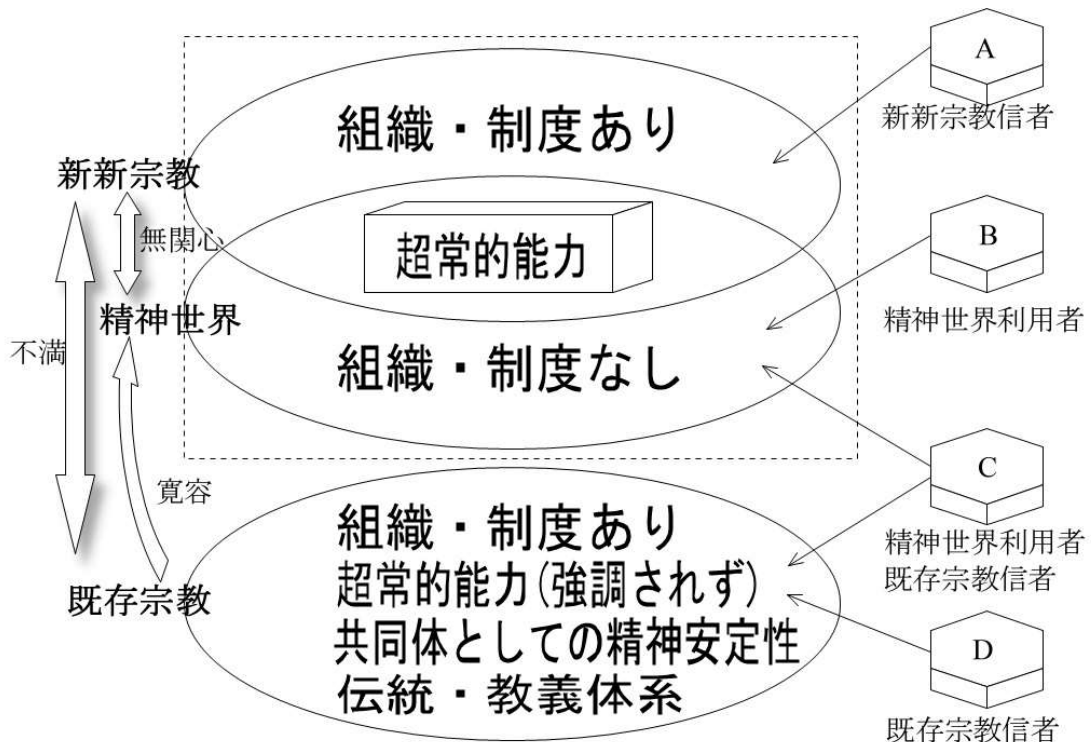 組織・制度あり
A
新新宗教信者
新新宗教
無関心
超常的能力
B
精神世界
精神世界利用者
不満
組織・制度なし
寛容
C
組織・制度あり
精神世界利用者
超常的能力(強調されず)
既存宗教信者
既存宗教
共同体としての精神安定性
D
伝統・教義体系
既存宗教信者